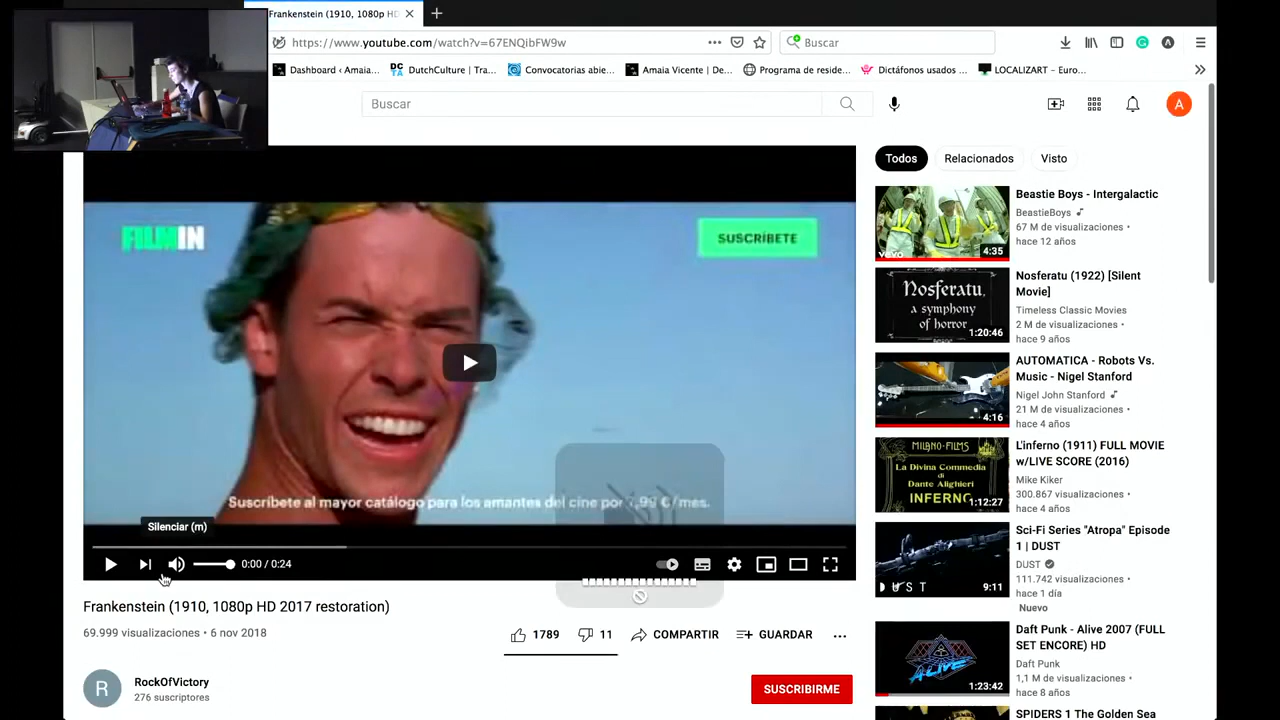 Frankenstein (1910, 1080p HD
https://www.youtube.com/watch?v=67ENQibFW9w
Buscar
Dashboard ‹ Amaia...
DC TA
DutchCulture | Tra...
Convocatorias abie...
Amaia Vicente | De...
Programa de reside...
Dictáfonos usados ...
LOCALIZART – Euro...
Buscar
A
FILMIN
SUSCRÍBETE
Suscríbete al mayor catálogo para los amantes del cine por 7,99 €/mes.
Silenciar (m)
0:00 / 0:24
Frankenstein (1910, 1080p HD 2017 restoration)
69.999 visualizaciones • 6 nov 2018
1789
11
COMPARTIR
GUARDAR
R
RockOfVictory
276 suscriptores
SUSCRIBIRME
Todos
Relacionados
Visto
vevo
4:35
Beastie Boys - Intergalactic
BeastieBoys
67 M de visualizaciones •
hace 12 años
Nosferatu,
a symphony
of horror
1:20:46
Nosferatu (1922) [Silent
Movie]
Timeless Classic Movies
2 M de visualizaciones •
hace 9 años
4:16
AUTOMATICA - Robots Vs.
Music - Nigel Stanford
Nigel John Stanford
21 M de visualizaciones •
hace 4 años
MILANO-FILMS
La Divina Commedia
di
Dante Alighieri
INFERNO
1:12:27
L'inferno (1911) FULL MOVIE
w/LIVE SCORE (2016)
Mike Kiker
300.867 visualizaciones •
hace 4 años
DUST
9:11
Sci-Fi Series "Atropa" Episode
1 | DUST
DUST
111.742 visualizaciones •
hace 1 día
Nuevo
ALIVE
1:23:42
Daft Punk - Alive 2007 (FULL
SET ENCORE) HD
Daft Punk
1,1 M de visualizaciones •
hace 8 años
SPIDERS 1 The Golden Sea